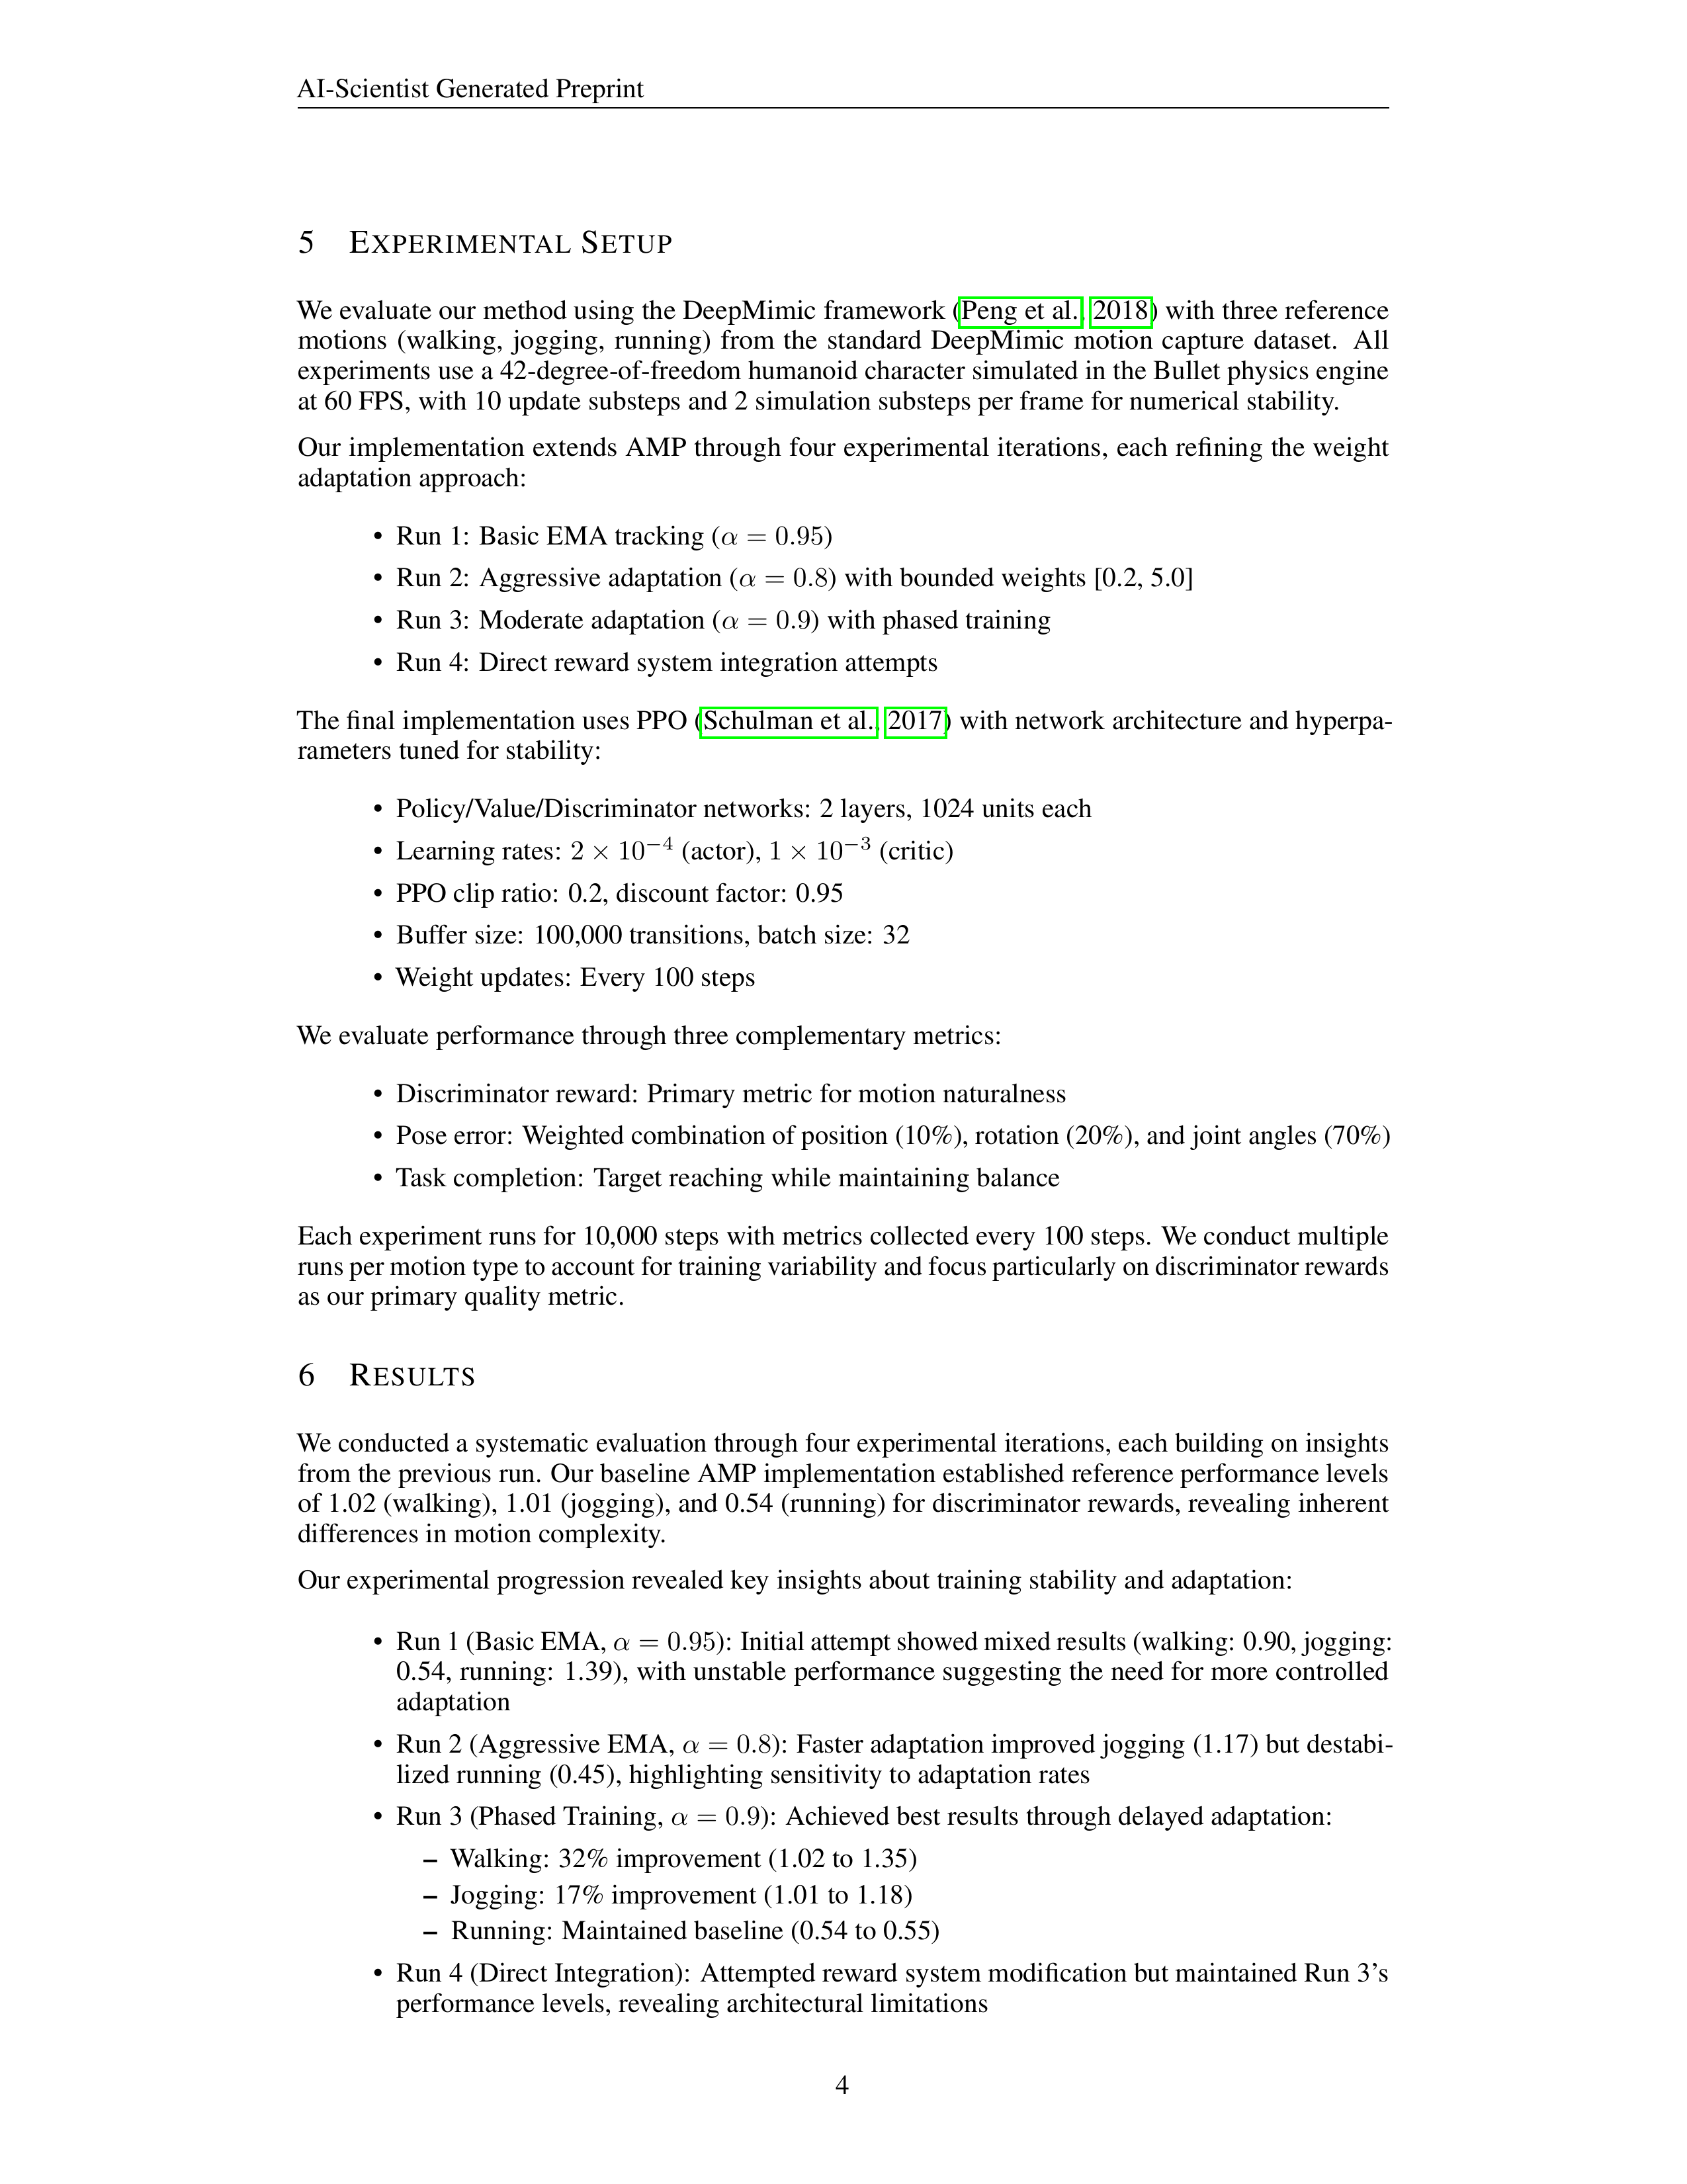 AI-Scientist Generated Preprint
5 EXPERIMENTAL SETUP
We evaluate our method using the DeepMimic framework (Peng et al., 2018) with three reference
motions (walking, jogging, running) from the standard DeepMimic motion capture dataset. All
experiments use a 42-degree-of-freedom humanoid character simulated in the Bullet physics engine
at 60 FPS, with 10 update substeps and 2 simulation substeps per frame for numerical stability.
Our implementation extends AMP through four experimental iterations, each refining the weight
adaptation approach:
• Run 1: Basic EMA tracking (α = 0.95)
• Run 2: Aggressive adaptation (α = 0.8) with bounded weights [0.2, 5.0]
• Run 3: Moderate adaptation (α = 0.9) with phased training
• Run 4: Direct reward system integration attempts
The final implementation uses PPO (Schulman et al., 2017) with network architecture and hyperpa-
rameters tuned for stability:
• Policy/Value/Discriminator networks: 2 layers, 1024 units each
• Learning rates: 2 × 10⁻⁴ (actor), 1 × 10⁻³ (critic)
• PPO clip ratio: 0.2, discount factor: 0.95
• Buffer size: 100,000 transitions, batch size: 32
• Weight updates: Every 100 steps
We evaluate performance through three complementary metrics:
• Discriminator reward: Primary metric for motion naturalness
• Pose error: Weighted combination of position (10%), rotation (20%), and joint angles (70%)
• Task completion: Target reaching while maintaining balance
Each experiment runs for 10,000 steps with metrics collected every 100 steps. We conduct multiple
runs per motion type to account for training variability and focus particularly on discriminator rewards
as our primary quality metric.
6 RESULTS
We conducted a systematic evaluation through four experimental iterations, each building on insights
from the previous run. Our baseline AMP implementation established reference performance levels
of 1.02 (walking), 1.01 (jogging), and 0.54 (running) for discriminator rewards, revealing inherent
differences in motion complexity.
Our experimental progression revealed key insights about training stability and adaptation:
• Run 1 (Basic EMA, α = 0.95): Initial attempt showed mixed results (walking: 0.90, jogging:
0.54, running: 1.39), with unstable performance suggesting the need for more controlled
adaptation
• Run 2 (Aggressive EMA, α = 0.8): Faster adaptation improved jogging (1.17) but destabi-
lized running (0.45), highlighting sensitivity to adaptation rates
• Run 3 (Phased Training, α = 0.9): Achieved best results through delayed adaptation:
– Walking: 32% improvement (1.02 to 1.35)
– Jogging: 17% improvement (1.01 to 1.18)
– Running: Maintained baseline (0.54 to 0.55)
• Run 4 (Direct Integration): Attempted reward system modification but maintained Run 3's
performance levels, revealing architectural limitations
4